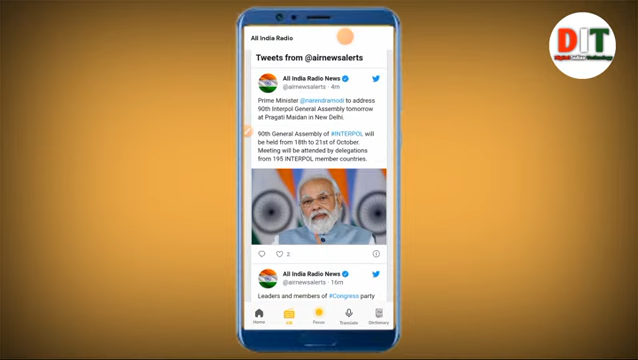 All India Radio
DIT
Tweets from @airnewsalerts
All India Radio News
@airnewsalerts · 4m
Prime Minister @narendramodi to address
90th Interpol General Assembly tomorrow
at Pragati Maidan in New Delhi.
90th General Assembly of #INTERPOL will
be held from 18th to 21st of October.
Meeting will be attended by delegations
from 195 INTERPOL member countries.
2
All India Radio News
@airnewsalerts · 16m
Leaders and members of #Congress party
Home
AIR
Focus
Translate
Dictionary